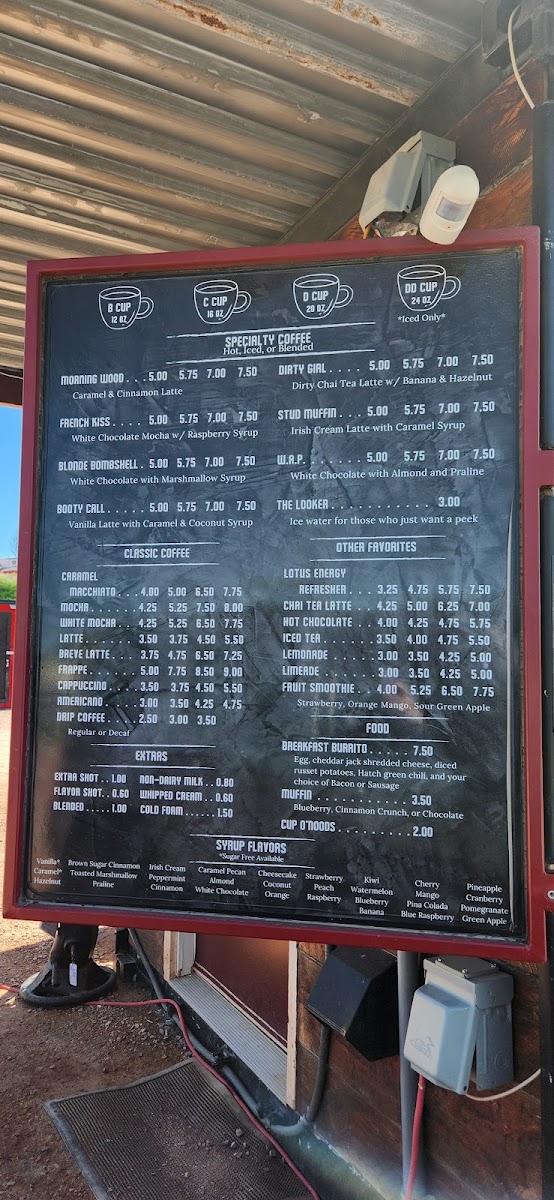 B CUP
12 OZ
C CUP
16 OZ
D CUP
20 OZ
DD CUP
24 OZ
*Iced Only*
SPECIALTY COFFEE
Hot, Iced, or Blended
MORNING WOOD . . . 5.00 5.75 7.00 7.50
Caramel & Cinnamon Latte
FRENCH KISS . . . . . 5.00 5.75 7.00 7.50
White Chocolate Mocha w/ Raspberry Syrup
BLONDE BOMBSHELL . 5.00 5.75 7.00 7.50
White Chocolate with Marshmallow Syrup
BOOTY CALL . . . . . 5.00 5.75 7.00 7.50
Vanilla Latte with Caramel & Coconut Syrup
DIRTY GIRL . . . . . 5.00 5.75 7.00 7.50
Dirty Chai Tea Latte w/ Banana & Hazelnut
STUD MUFFIN . . . 5.00 5.75 7.00 7.50
Irish Cream Latte with Caramel Syrup
W.A.P. . . . . . . . 5.00 5.75 7.00 7.50
White Chocolate with Almond and Praline
THE LOOKER . . . . . . . . . . . . 3.00
Ice water for those who just want a peek
CLASSIC COFFEE
CARAMEL
MACCHIATO . . . 4.00 5.00 6.50 7.75
MOCHA . . . . . . . 4.25 5.25 7.50 8.00
WHITE MOCHA . . 4.25 5.25 6.50 7.75
LATTE . . . . . . . 3.50 3.75 4.50 5.50
BREVE LATTE . . . . 3.75 4.75 6.50 7.25
FRAPPE . . . . . . . 5.00 7.75 8.50 9.00
CAPPUCCINO . . . . 3.50 3.75 4.50 5.50
AMERICANO . . . . 3.00 3.50 4.25 4.75
DRIP COFFEE . . . . 2.50 3.00 3.50
Regular or Decaf
EXTRAS
EXTRA SHOT . . 1.00 NON-DAIRY MILK . . 0.80
FLAVOR SHOT . . 0.60 WHIPPED CREAM . . 0.60
BLENDED . . . . . 1.00 COLD FOAM . . . . . . 1.50
OTHER FAVORITES
LOTUS ENERGY
REFRESHER . . . 3.25 4.75 5.75 7.50
CHAI TEA LATTE . . 4.25 5.00 6.25 7.00
HOT CHOCOLATE . . 4.00 4.25 4.75 5.75
ICED TEA . . . . . . 3.50 4.00 4.75 5.50
LEMONADE . . . . . 3.00 3.50 4.25 5.00
LIMEADE . . . . . . 3.00 3.50 4.25 5.00
FRUIT SMOOTHIE . . 4.00 5.25 6.50 7.75
Strawberry, Orange Mango, Sour Green Apple
FOOD
BREAKFAST BURRITO . . . . . . 7.50
Egg, cheddar jack shredded cheese, diced
russet potatoes, Hatch green chili, and your
choice of Bacon or Sausage
MUFFIN . . . . . . . . . . . . . . 3.50
Blueberry, Cinnamon Crunch, or Chocolate
CUP O'NOODS . . . . . . . . . . 2.00
SYRUP FLAVORS
*Sugar Free Available
Vanilla*
Caramel*
Hazelnut
Brown Sugar Cinnamon
Toasted Marshmallow
Praline
Irish Cream
Peppermint
Cinnamon
Caramel Pecan
Almond
White Chocolate
Cheesecake
Coconut
Orange
Strawberry
Peach
Raspberry
Kiwi
Watermelon
Blueberry
Banana
Cherry
Mango
Pina Colada
Blue Raspberry
Pineapple
Cranberry
Pomegranate
Green Apple